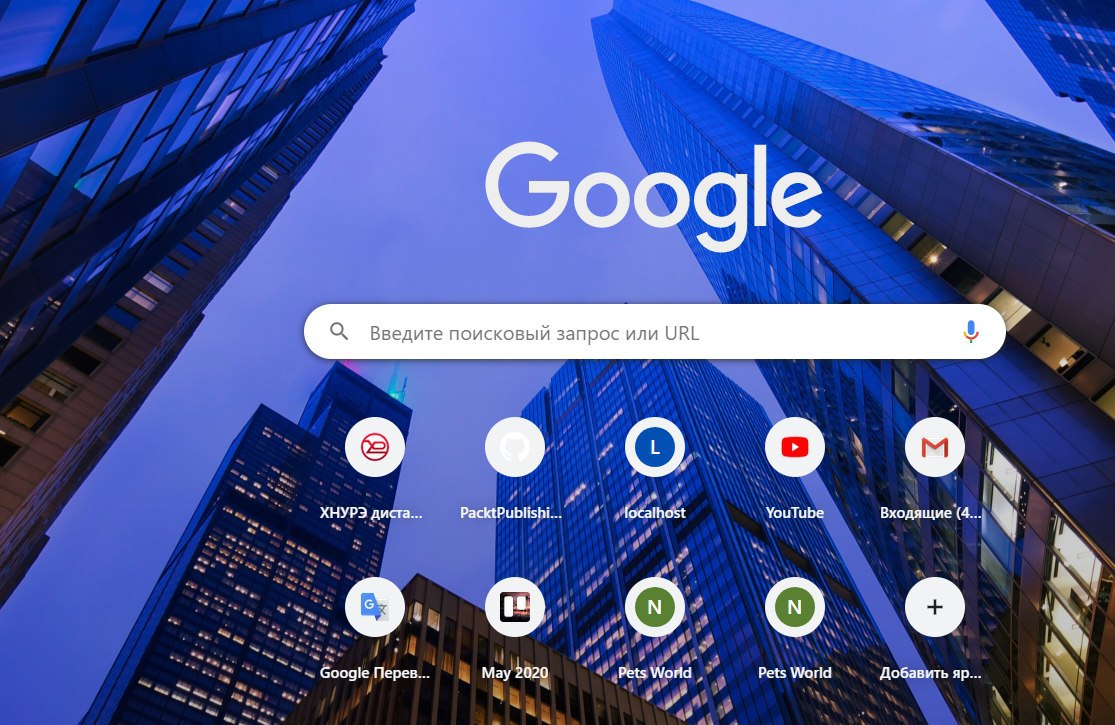 Google
Введите поисковый запрос или URL
L
ХНУРЭ диста...
PacktPublishi...
localhost
YouTube
Входящие (4...
G 文
N
N
+
Google Перев...
May 2020
Pets World
Pets World
Добавить яр...